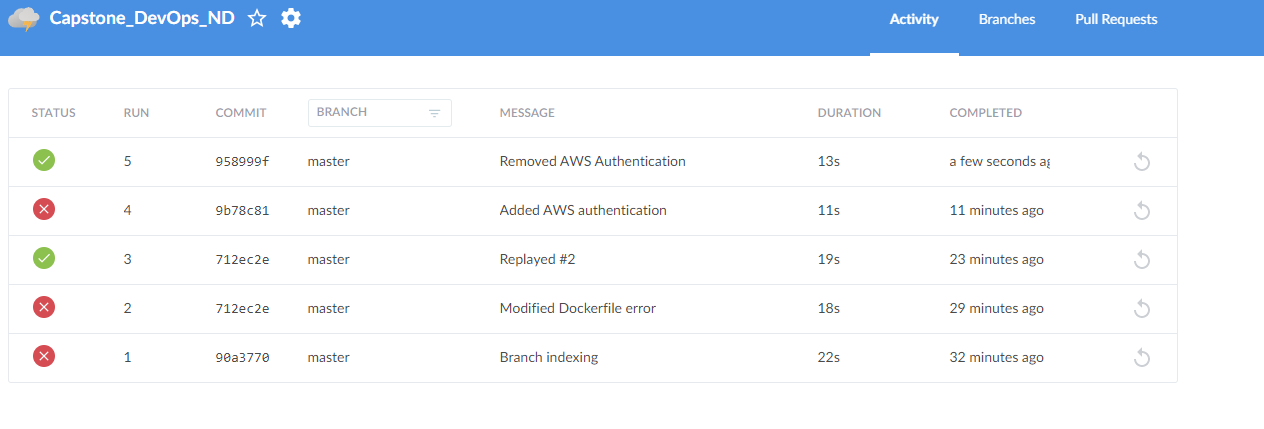 Capstone_DevOps_ND Activity Branches Pull Requests
STATUS RUN COMMIT BRANCH MESSAGE DURATION COMPLETED
5 958999f master Removed AWS Authentication 13s a few seconds ag
4 9b78c81 master Added AWS authentication 11s 11 minutes ago
3 712ec2e master Replayed #2 19s 23 minutes ago
2 712ec2e master Modified Dockerfile error 18s 29 minutes ago
1 90a3770 master Branch indexing 22s 32 minutes ago